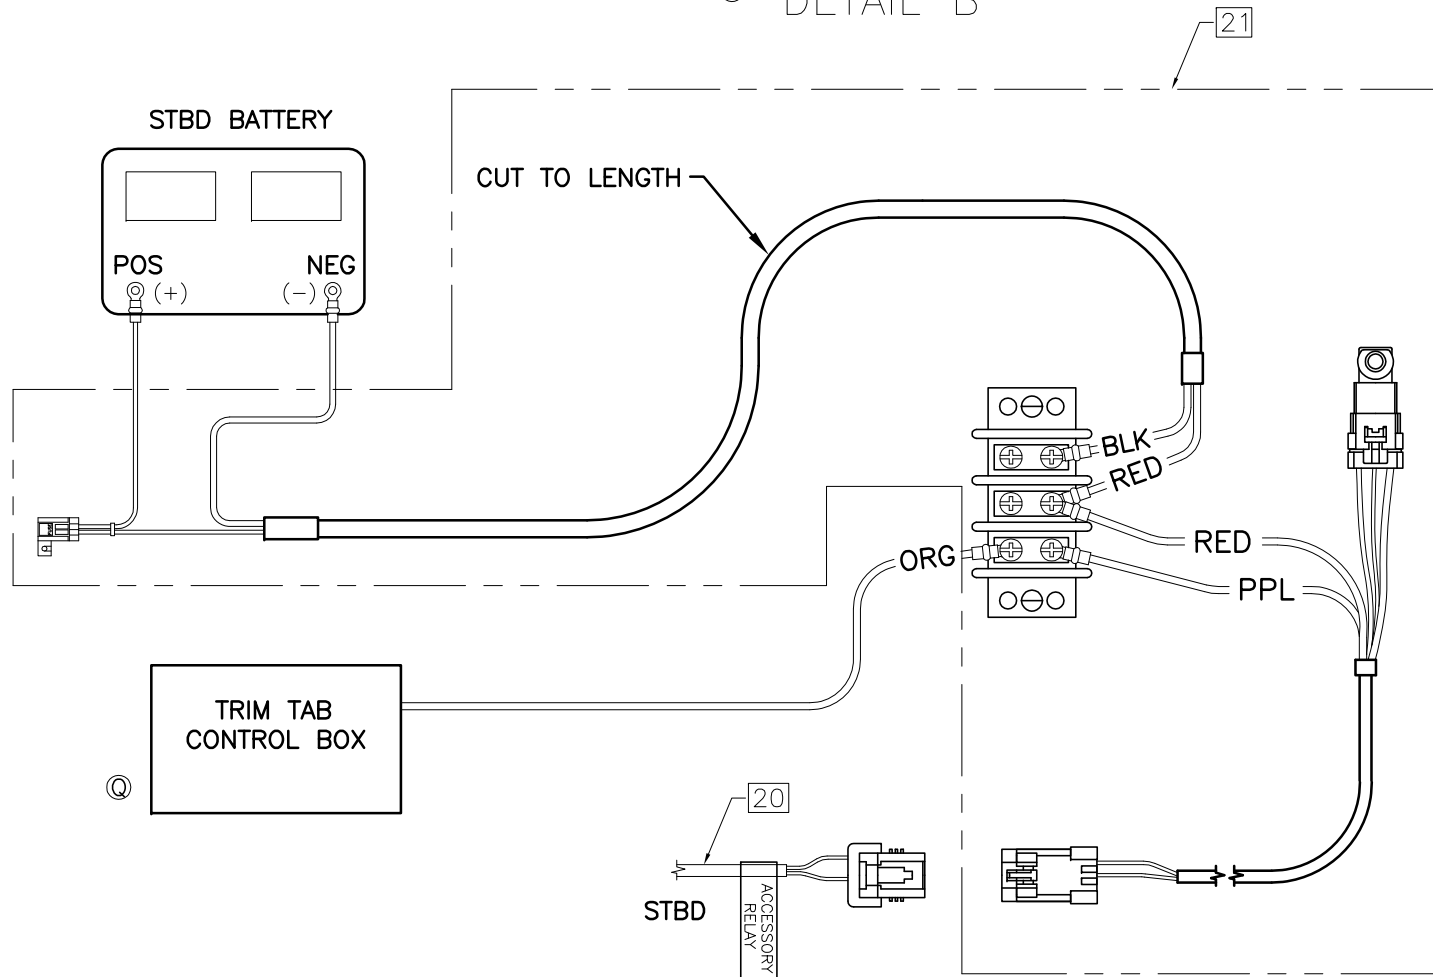 DETAIL B
21
STBD BATTERY
CUT TO LENGTH
POS
NEG
(+)
(-)
BLK
RED
RED
ORG
PPL
TRIM TAB
CONTROL BOX
Q
20
STBD
ACCESSORY
RELAY